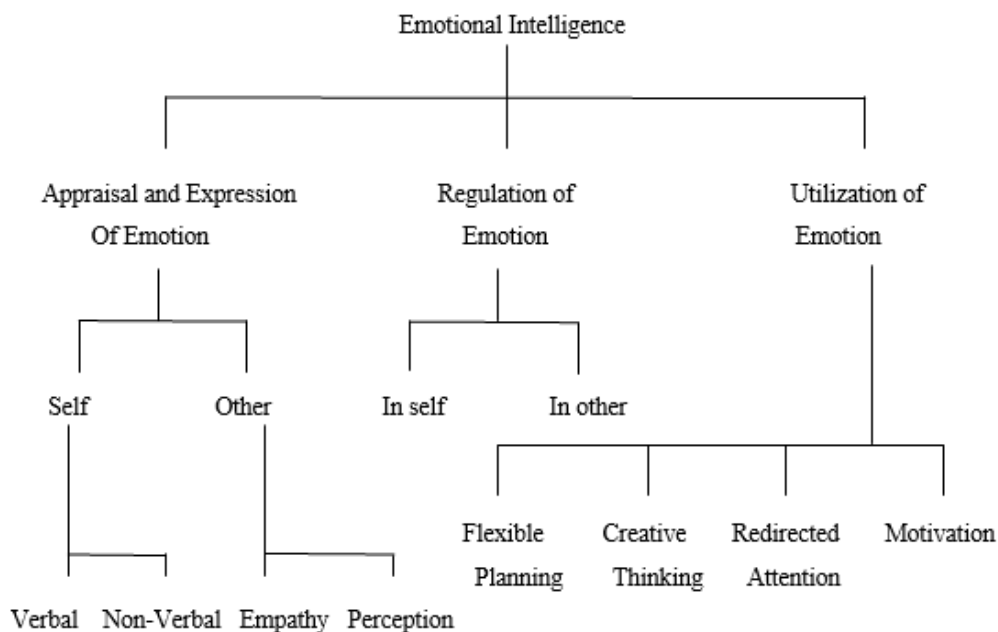 Emotional Intelligence
Appraisal and Expression
Of Emotion
Regulation of
Emotion
Utilization of
Emotion
Self
Other
In self
In other
Flexible
Planning
Creative
Thinking
Redirected
Attention
Motivation
Verbal
Non-Verbal
Empathy
Perception